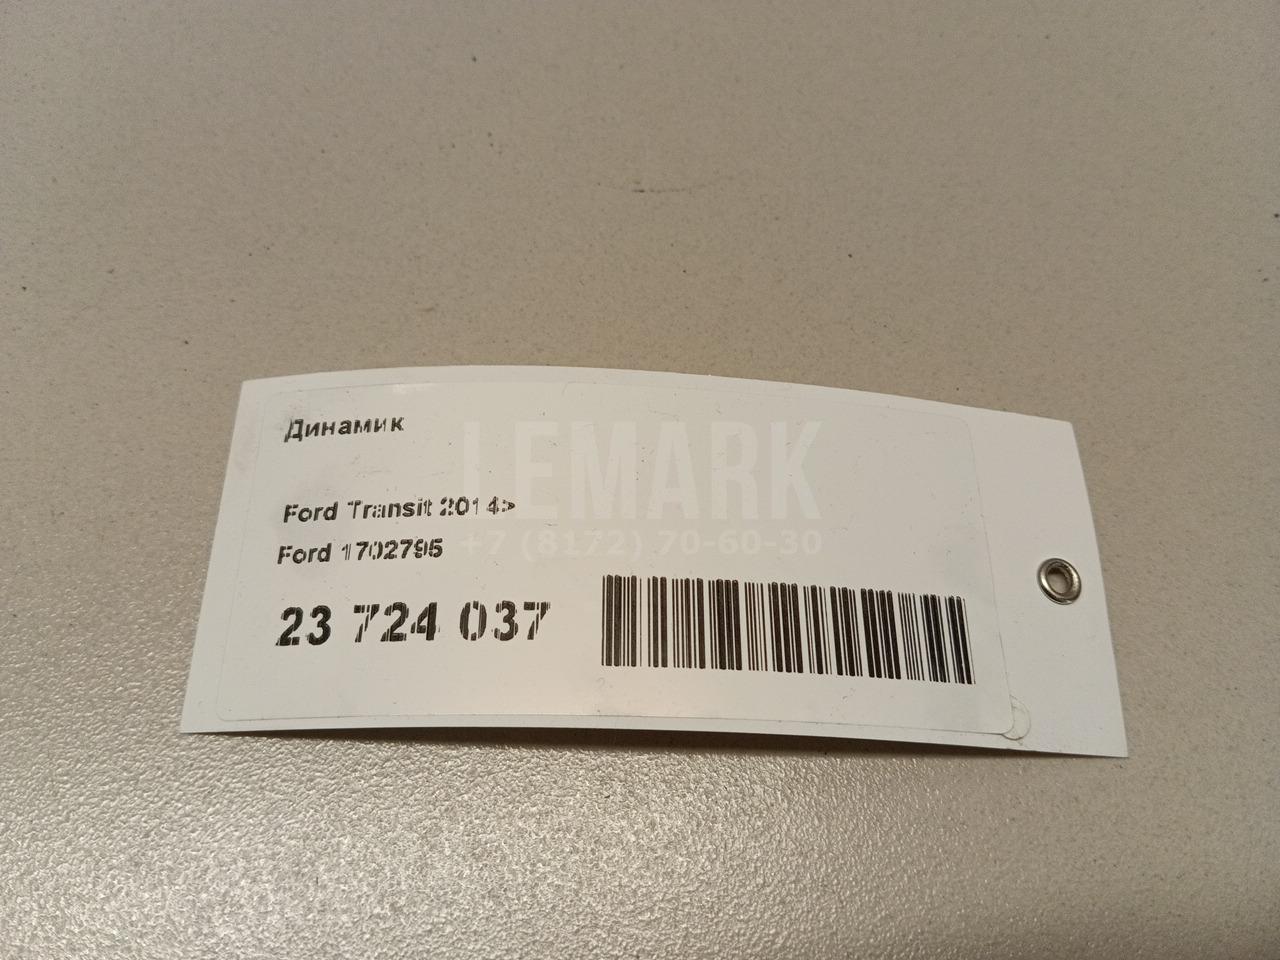 Динамик
LEMARK
Ford Transit 2014>
Ford 1702795
+7 (8172) 70-60-30
23 724 037